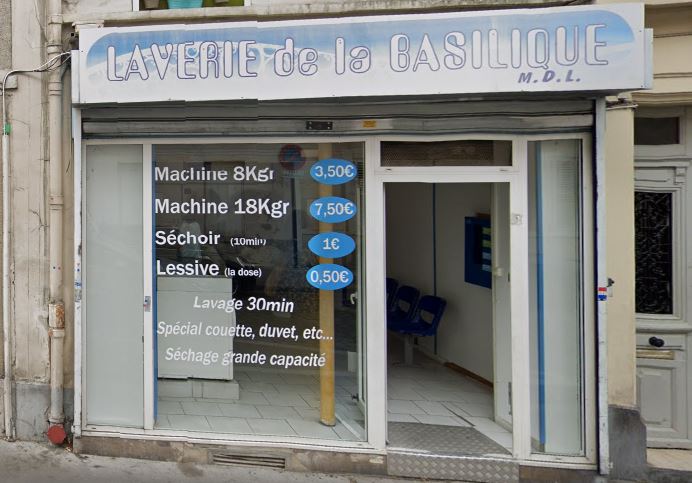 LAVERIE de la BASILIQUE
M.D.L.
Machine 8Kgr 3,50€
Machine 18Kgr 7,50€
Séchoir (10min) 1€
Lessive (la dose) 0,50€
Lavage 30min
Spécial couette, duvet, etc...
Séchage grande capacité